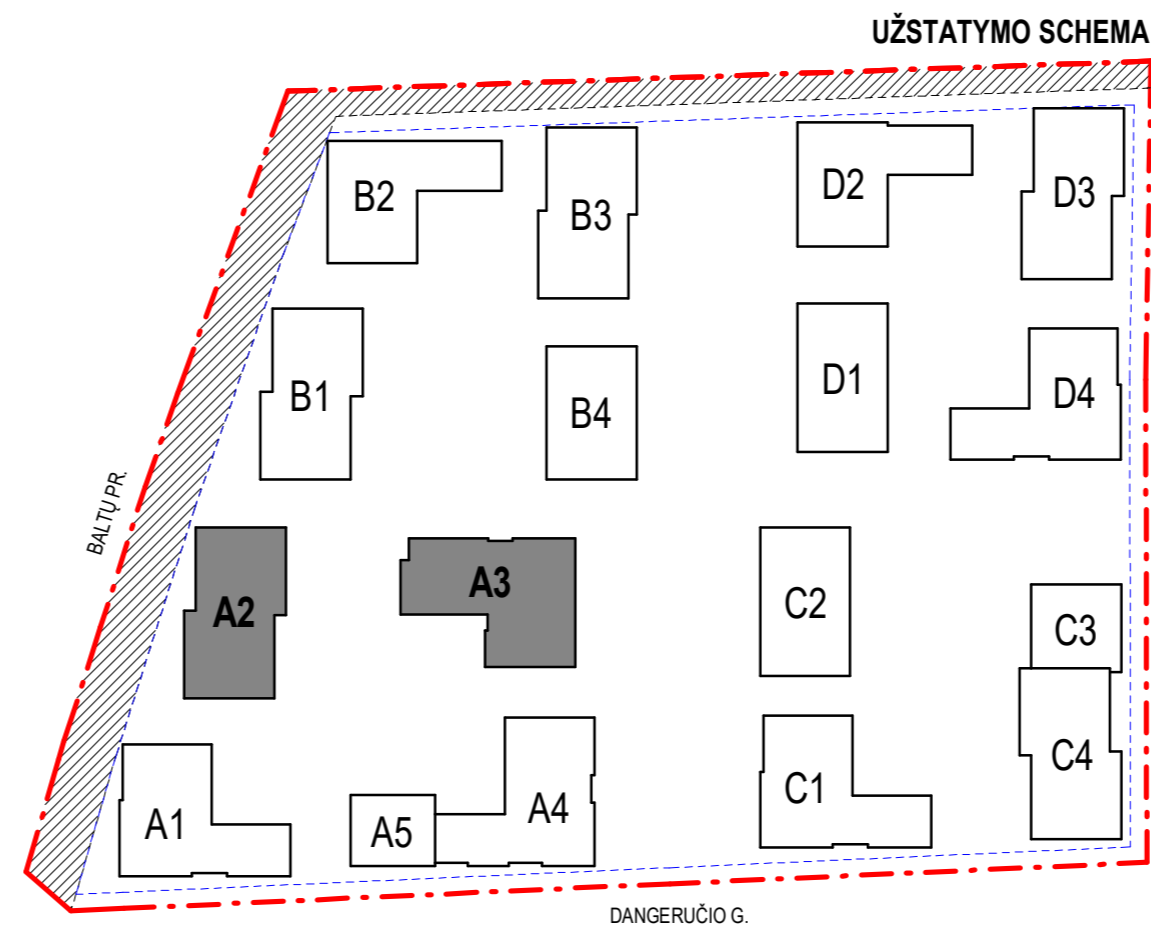 UŽSTATYMO SCHEMA
B2
B3
D2
D3
B1
B4
D1
D4
BALTŲ PR.
A2
A3
C2
C3
A1
A5
A4
C1
C4
DANGERUČIO G.